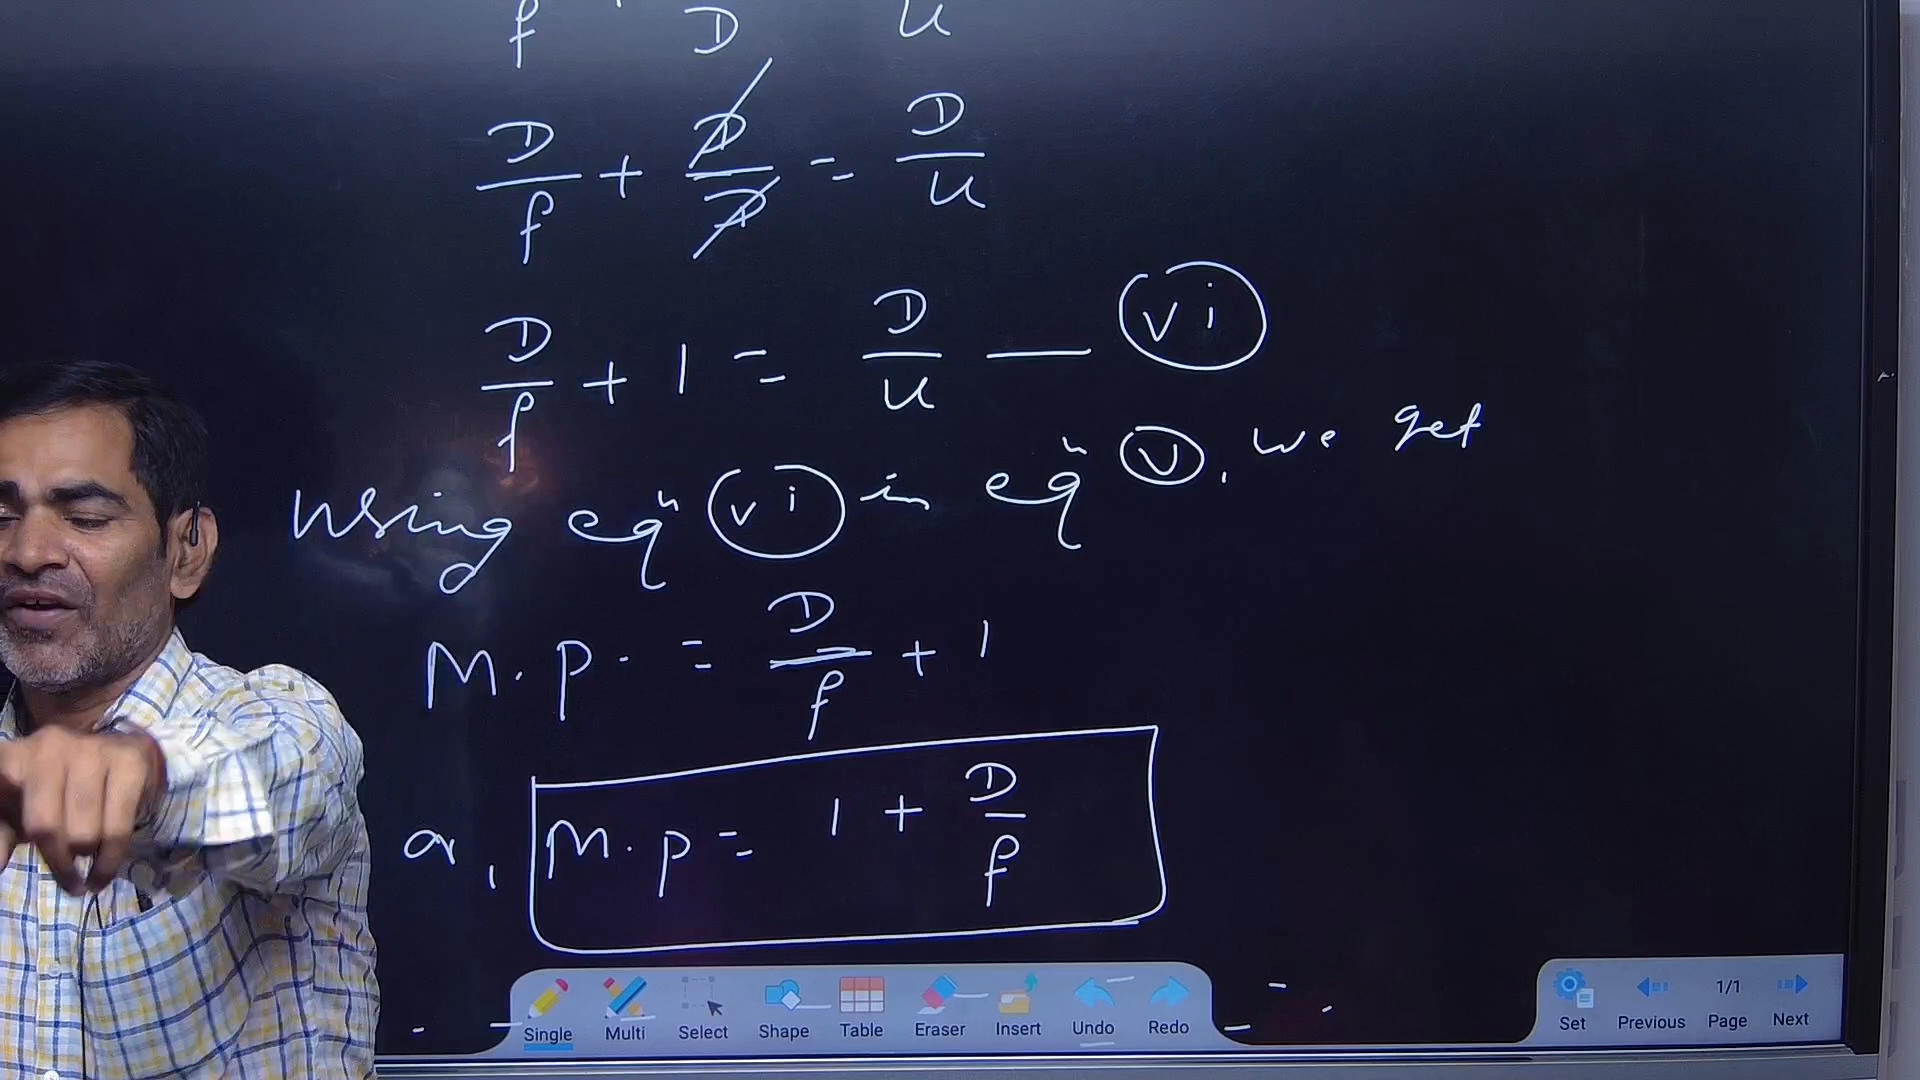 f D u
D/f + D/D = D/u
D/f + 1 = D/u — vi
Using eqn vi in eqn v, we get
M.P. = D/f + 1
or, M.P = 1 + D/f
Single Multi Select Shape Table Eraser Insert Undo Redo
Set Previous 1/1 Page Next